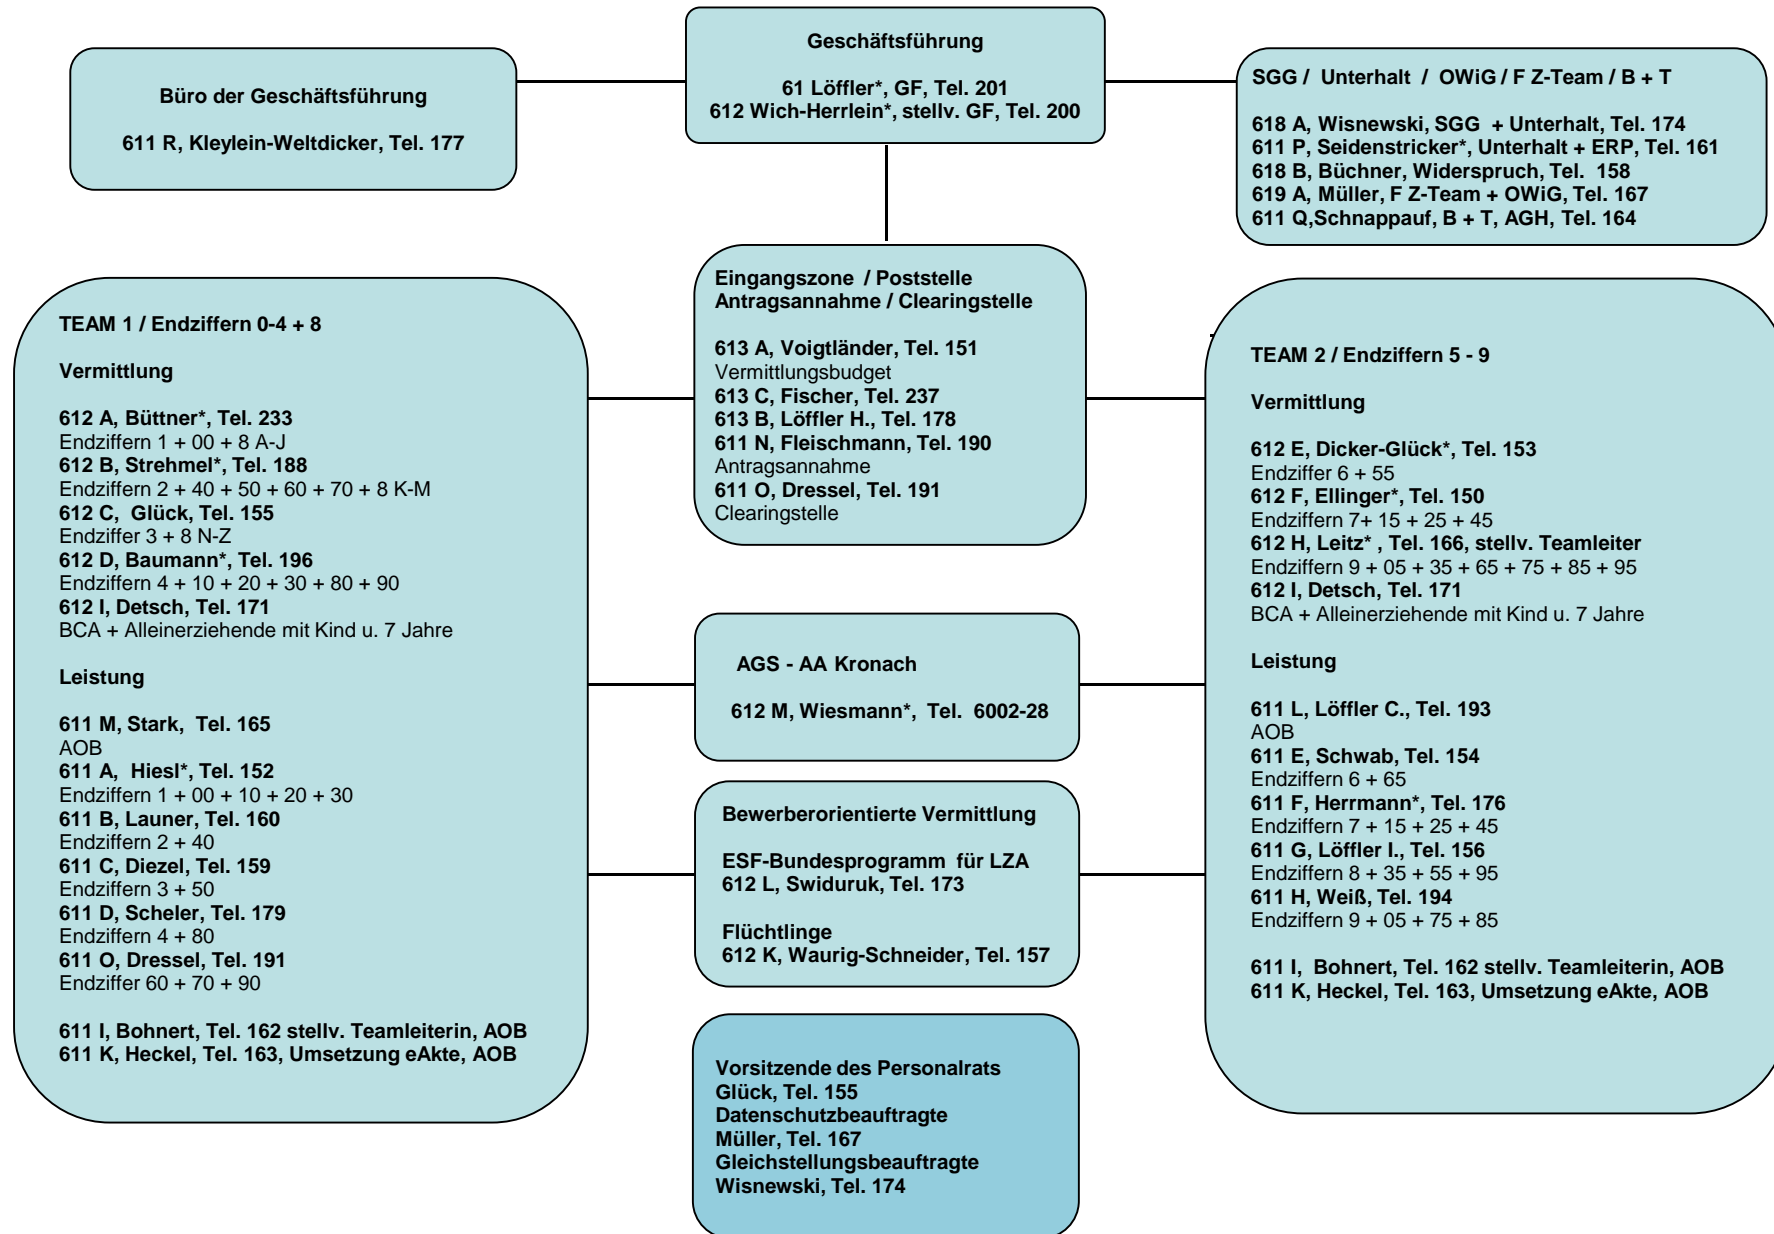 Geschäftsführung
61 Löffler*, GF, Tel. 201
612 Wich-Herrlein*, stellv. GF, Tel. 200
Büro der Geschäftsführung
611 R, Kleylein-Weltdicker, Tel. 177
SGG / Unterhalt / OWiG / F Z-Team / B + T
618 A, Wisnewski, SGG + Unterhalt, Tel. 174
611 P, Seidenstricker*, Unterhalt + ERP, Tel. 161
618 B, Büchner, Widerspruch, Tel. 158
619 A, Müller, F Z-Team + OWiG, Tel. 167
611 Q,Schnappauf, B + T, AGH, Tel. 164
TEAM 1 / Endziffern 0-4 + 8
Vermittlung
612 A, Büttner*, Tel. 233
Endziffern 1 + 00 + 8 A-J
612 B, Strehmel*, Tel. 188
Endziffern 2 + 40 + 50 + 60 + 70 + 8 K-M
612 C, Glück, Tel. 155
Endziffer 3 + 8 N-Z
612 D, Baumann*, Tel. 196
Endziffern 4 + 10 + 20 + 30 + 80 + 90
612 I, Detsch, Tel. 171
BCA + Alleinerziehende mit Kind u. 7 Jahre
Leistung
611 M, Stark, Tel. 165
AOB
611 A, Hiesl*, Tel. 152
Endziffern 1 + 00 + 10 + 20 + 30
611 B, Launer, Tel. 160
Endziffern 2 + 40
611 C, Diezel, Tel. 159
Endziffern 3 + 50
611 D, Scheler, Tel. 179
Endziffern 4 + 80
611 O, Dressel, Tel. 191
Endziffer 60 + 70 + 90
611 I, Bohnert, Tel. 162 stellv. Teamleiterin, AOB
611 K, Heckel, Tel. 163, Umsetzung eAkte, AOB
Eingangszone / Poststelle
Antragsannahme / Clearingstelle
613 A, Voigtländer, Tel. 151
Vermittlungsbudget
613 C, Fischer, Tel. 237
613 B, Löffler H., Tel. 178
611 N, Fleischmann, Tel. 190
Antragsannahme
611 O, Dressel, Tel. 191
Clearingstelle
AGS - AA Kronach
612 M, Wiesmann*, Tel. 6002-28
Bewerberorientierte Vermittlung
ESF-Bundesprogramm für LZA
612 L, Swiduruk, Tel. 173
Flüchtlinge
612 K, Waurig-Schneider, Tel. 157
Vorsitzende des Personalrats
Glück, Tel. 155
Datenschutzbeauftragte
Müller, Tel. 167
Gleichstellungsbeauftragte
Wisnewski, Tel. 174
TEAM 2 / Endziffern 5 - 9
Vermittlung
612 E, Dicker-Glück*, Tel. 153
Endziffer 6 + 55
612 F, Ellinger*, Tel. 150
Endziffern 7+ 15 + 25 + 45
612 H, Leitz* , Tel. 166, stellv. Teamleiter
Endziffern 9 + 05 + 35 + 65 + 75 + 85 + 95
612 I, Detsch, Tel. 171
BCA + Alleinerziehende mit Kind u. 7 Jahre
Leistung
611 L, Löffler C., Tel. 193
AOB
611 E, Schwab, Tel. 154
Endziffern 6 + 65
611 F, Herrmann*, Tel. 176
Endziffern 7 + 15 + 25 + 45
611 G, Löffler I., Tel. 156
Endziffern 8 + 35 + 55 + 95
611 H, Weiß, Tel. 194
Endziffern 9 + 05 + 75 + 85
611 I, Bohnert, Tel. 162 stellv. Teamleiterin, AOB
611 K, Heckel, Tel. 163, Umsetzung eAkte, AOB